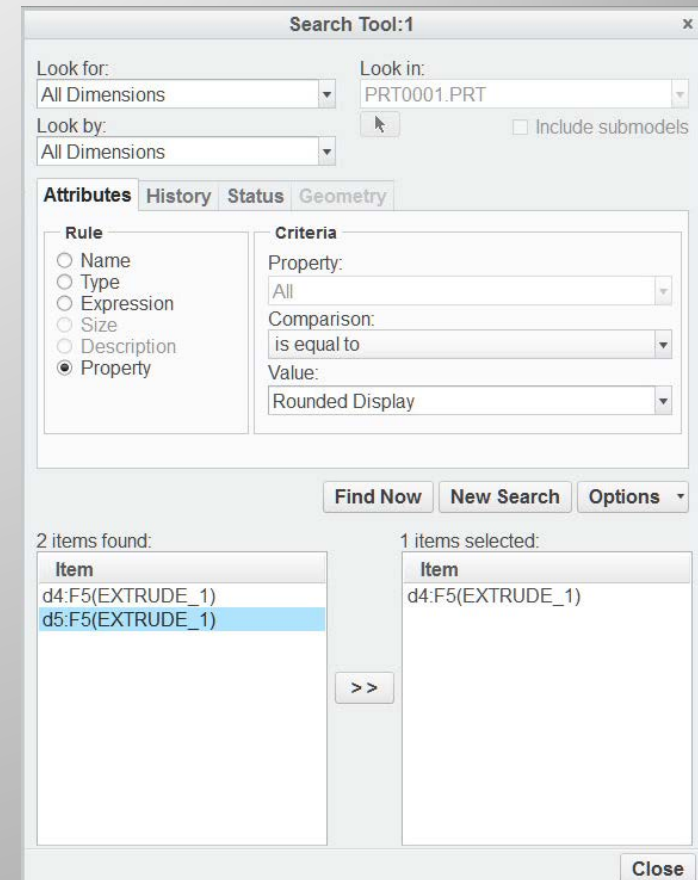 Search Tool:1 x
Look for: Look in:
All Dimensions PRT0001.PRT
Look by: Include submodels
All Dimensions
Attributes History Status Geometry
Rule
Name
Type
Expression
Size
Description
Property
Criteria
Property:
All
Comparison:
is equal to
Value:
Rounded Display
Find Now New Search Options
2 items found:
Item
d4:F5(EXTRUDE_1)
d5:F5(EXTRUDE_1)
>>
1 items selected:
Item
d4:F5(EXTRUDE_1)
Close